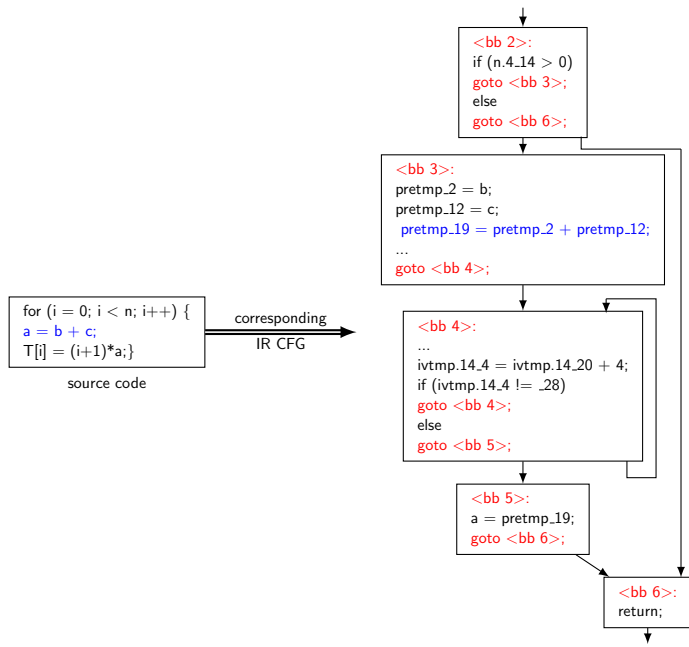 for (i = 0; i < n; i++) {
a = b + c;
T[i] = (i+1)*a;}
source code
corresponding
IR CFG
<bb 2>:
if (n.4_14 > 0)
goto <bb 3>;
else
goto <bb 6>;
<bb 3>:
pretmp_2 = b;
pretmp_12 = c;
pretmp_19 = pretmp_2 + pretmp_12;
...
goto <bb 4>;
<bb 4>:
...
ivtmp.14_4 = ivtmp.14_20 + 4;
if (ivtmp.14_4 != _28)
goto <bb 4>;
else
goto <bb 5>;
<bb 5>:
a = pretmp_19;
goto <bb 6>;
<bb 6>:
return;